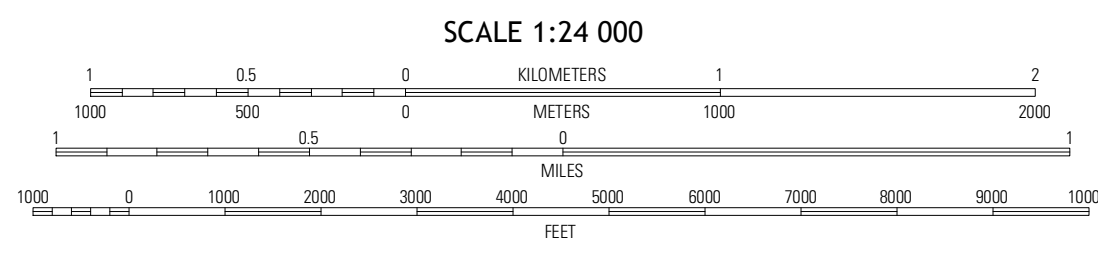 SCALE 1:24 000
1 0.5 0 KILOMETERS 1 2
1000 500 0 METERS 1000 2000
1 0.5 0 1
MILES
1000 0 1000 2000 3000 4000 5000 6000 7000 8000 9000 1000
FEET